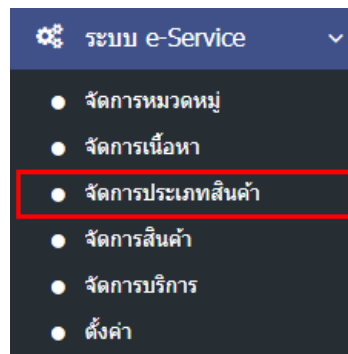 ระบบ e-Service
จัดการหมวดหมู่
จัดการเนื้อหา
จัดการประเภทสินค้า
จัดการสินค้า
จัดการบริการ
ตั้งค่า